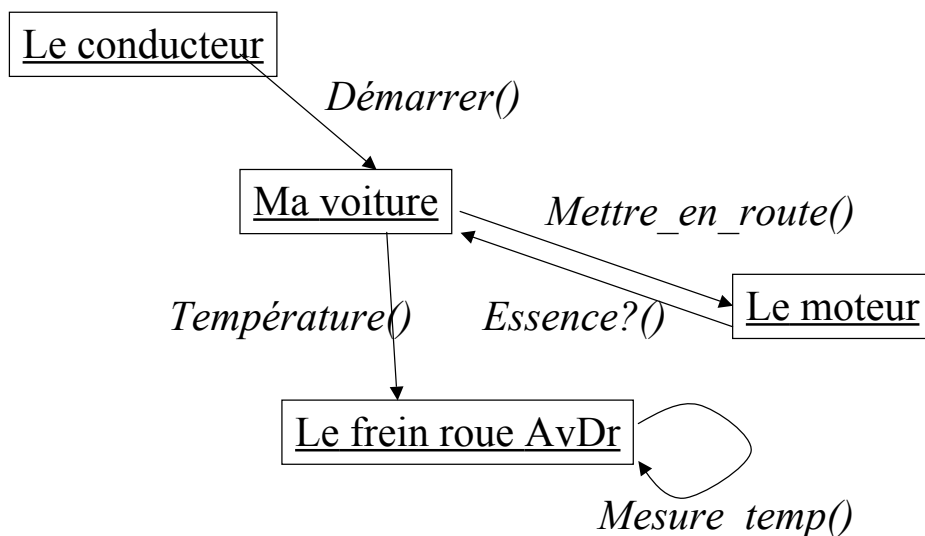 Le conducteur
Démarrer()
Ma voiture
Mettre_en_route()
Température()
Essence?()
Le moteur
Le frein roue AvDr
Mesure_temp()